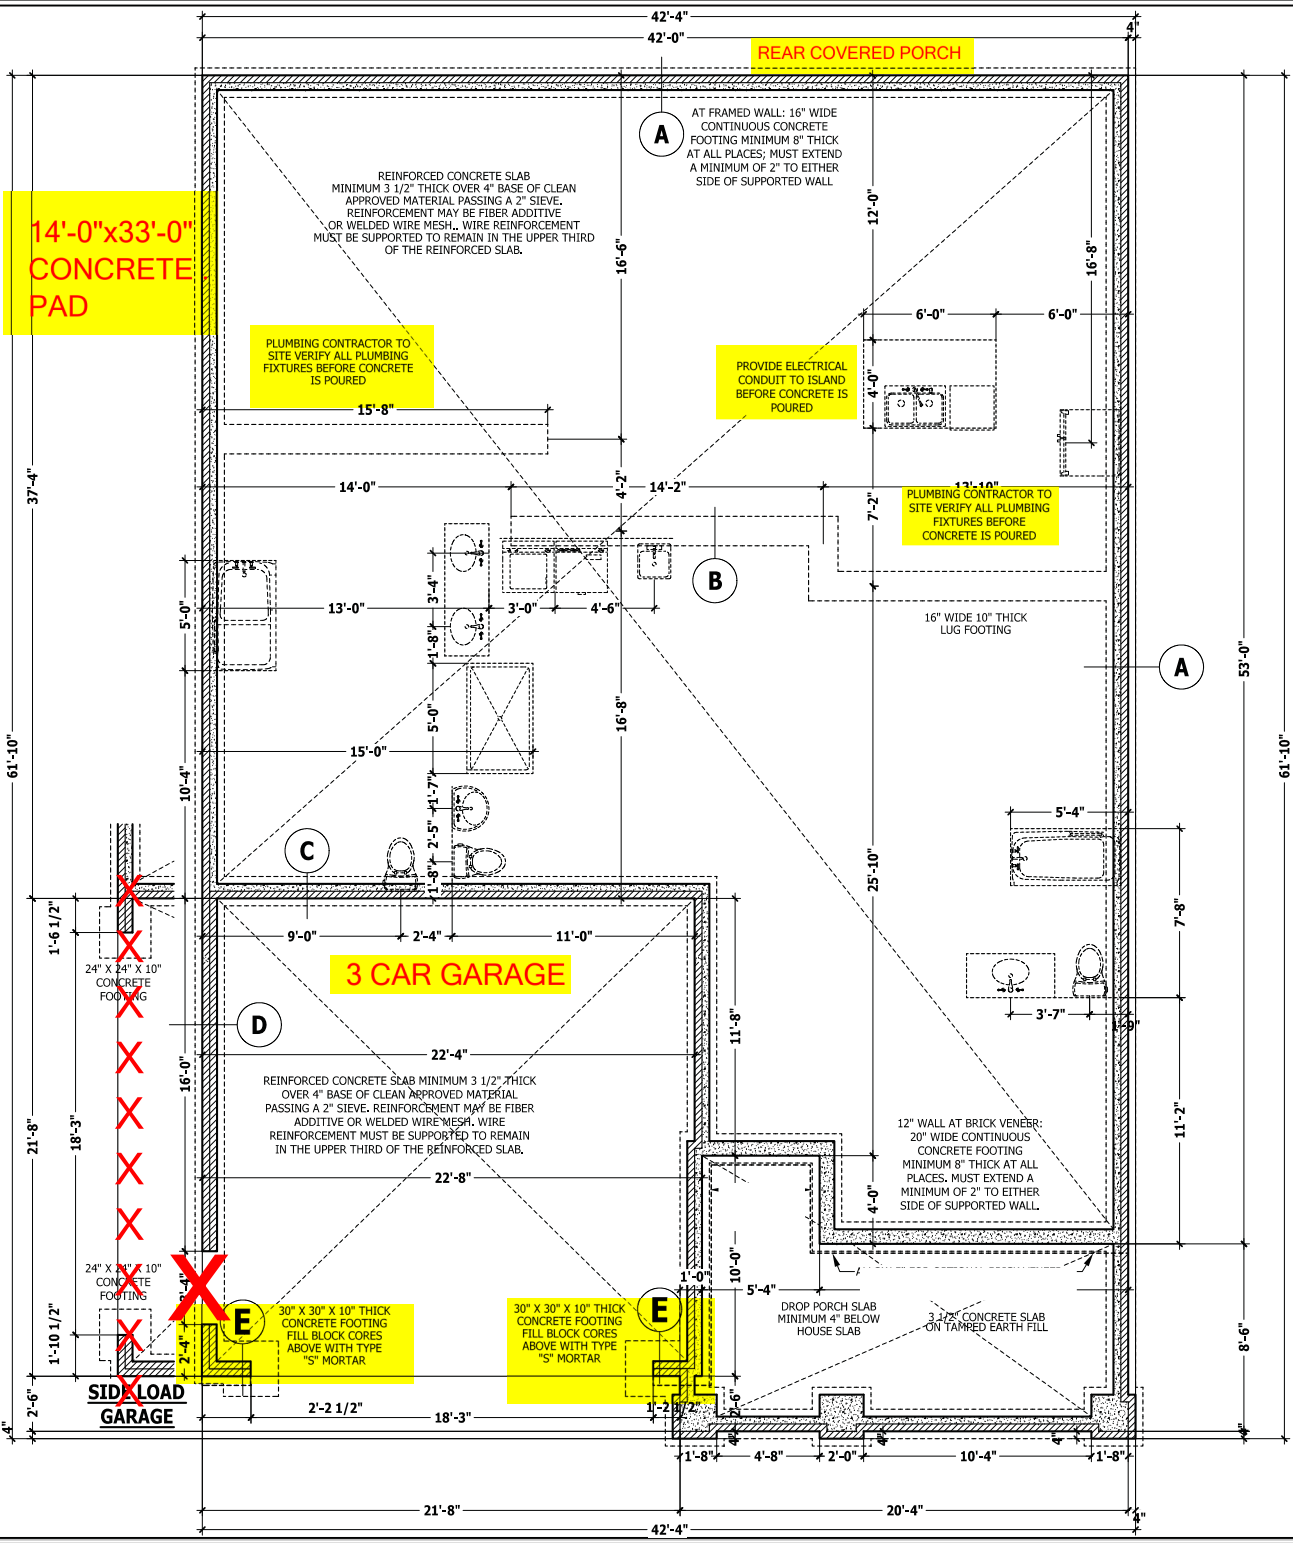 42'-4"
42'-0"
4"
REAR COVERED PORCH
A
AT FRAMED WALL: 16" WIDE
CONTINUOUS CONCRETE
FOOTING MINIMUM 8" THICK
AT ALL PLACES; MUST EXTEND
A MINIMUM OF 2" TO EITHER
SIDE OF SUPPORTED WALL
REINFORCED CONCRETE SLAB
MINIMUM 3 1/2" THICK OVER 4" BASE OF CLEAN
APPROVED MATERIAL PASSING A 2" SIEVE.
REINFORCEMENT MAY BE FIBER ADDITIVE
OR WELDED WIRE MESH.. WIRE REINFORCEMENT
MUST BE SUPPORTED TO REMAIN IN THE UPPER THIRD
OF THE REINFORCED SLAB.
12'-0"
16'-6"
16'-8"
14'-0"x33'-0"
CONCRETE
PAD
6'-0"
6'-0"
PLUMBING CONTRACTOR TO
SITE VERIFY ALL PLUMBING
FIXTURES BEFORE CONCRETE
IS POURED
PROVIDE ELECTRICAL
CONDUIT TO ISLAND
BEFORE CONCRETE IS
POURED
4'-0"
15'-8"
37'-4"
14'-0"
4'-2"
14'-2"
7'-2"
13'-10"
PLUMBING CONTRACTOR TO
SITE VERIFY ALL PLUMBING
FIXTURES BEFORE
CONCRETE IS POURED
B
5'-0"
13'-0"
3'-4"
3'-0"
4'-6"
16" WIDE 10" THICK
LUG FOOTING
1'-8"
A
53'-0"
61'-10"
61'-10"
5'-0"
15'-0"
16'-8"
10'-4"
1'-7"
2'-5"
1'-8"
5'-4"
C
25'-10"
7'-8"
1'-6 1/2"
9'-0"
2'-4"
11'-0"
24" X 24" X 10"
CONCRETE
FOOTING
3 CAR GARAGE
D
3'-7"
1'-9"
11'-8"
22'-4"
16'-0"
REINFORCED CONCRETE SLAB MINIMUM 3 1/2" THICK
OVER 4" BASE OF CLEAN APPROVED MATERIAL
PASSING A 2" SIEVE. REINFORCEMENT MAY BE FIBER
ADDITIVE OR WELDED WIRE MESH. WIRE
REINFORCEMENT MUST BE SUPPORTED TO REMAIN
IN THE UPPER THIRD OF THE REINFORCED SLAB.
21'-8"
18'-3"
11'-2"
12" WALL AT BRICK VENEER:
20" WIDE CONTINUOUS
CONCRETE FOOTING
MINIMUM 8" THICK AT ALL
PLACES. MUST EXTEND A
MINIMUM OF 2" TO EITHER
SIDE OF SUPPORTED WALL.
22'-8"
4'-0"
X
X
X
X
X
X
X
X
X
X
X
24" X 24" X 10"
CONCRETE
FOOTING
10'-0"
1'-0"
5'-4"
1'-10 1/2"
2'-4"
E
30" X 30" X 10" THICK
CONCRETE FOOTING
FILL BLOCK CORES
ABOVE WITH TYPE
"S" MORTAR
30" X 30" X 10" THICK
CONCRETE FOOTING
FILL BLOCK CORES
ABOVE WITH TYPE
"S" MORTAR
E
DROP PORCH SLAB
MINIMUM 4" BELOW
HOUSE SLAB
3 1/2" CONCRETE SLAB
ON TAMPED EARTH FILL
8'-6"
SIDE LOAD
GARAGE
2'-6"
4"
2'-2 1/2"
18'-3"
1'-2 1/2"
2'-6"
4"
4"
4"
4"
1'-8"
4'-8"
2'-0"
10'-4"
1'-8"
21'-8"
20'-4"
42'-4"
4"